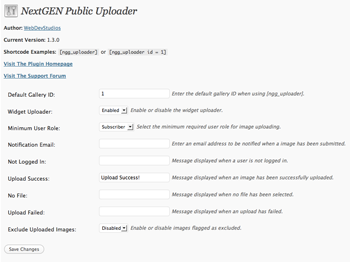 NextGEN Public Uploader
Author: WebDevStudios
Current Version: 1.3.0
Shortcode Examples: [ngg_uploader] or [ngg_uploader id = 1]
Visit The Plugin Homepage
Visit The Support Forum
Default Gallery ID: 1 Enter the default gallery ID when using [ngg_uploader].
Widget Uploader: Enabled Enable or disable the widget uploader.
Minimum User Role: Subscriber Select the minimum required user role for image uploading.
Notification Email: Enter an email address to be notified when a image has been submitted.
Not Logged In: Message displayed when a user is not logged in.
Upload Success: Upload Success! Message displayed when an image has been successfully uploaded.
No File: Message displayed when no file has been selected.
Upload Failed: Message displayed when an upload has failed.
Exclude Uploaded Images: Disabled Enable or disable images flagged as excluded.
Save Changes